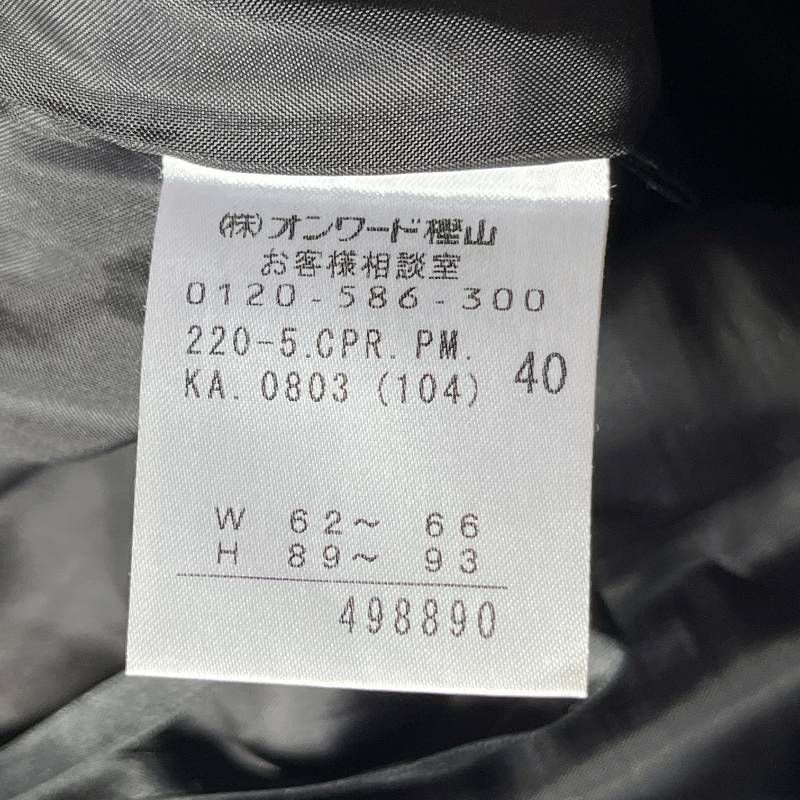 (株)オンワード樫山
お客様相談室
0120-586-300
220-5.CPR. PM.
KA. 0803 (104) 40
W 62～ 66
H 89～ 93
498890